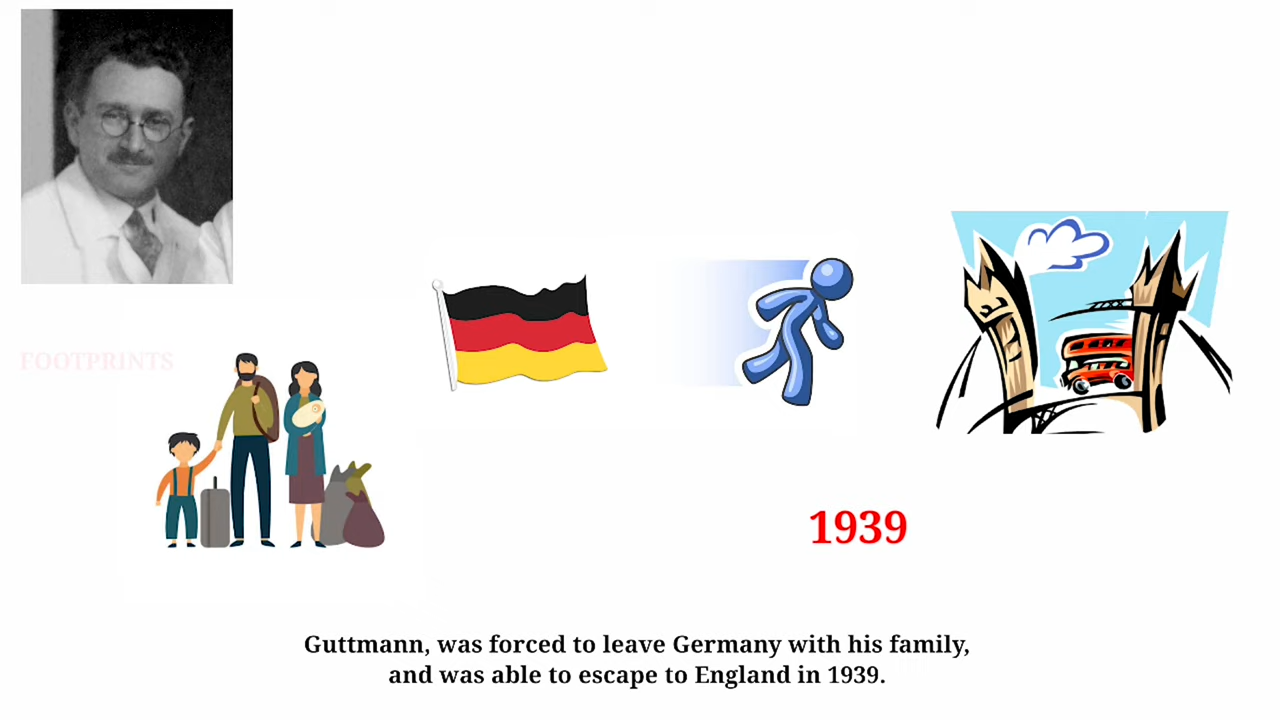 FOOTPRINTS
1939
Guttmann, was forced to leave Germany with his family,
and was able to escape to England in 1939.